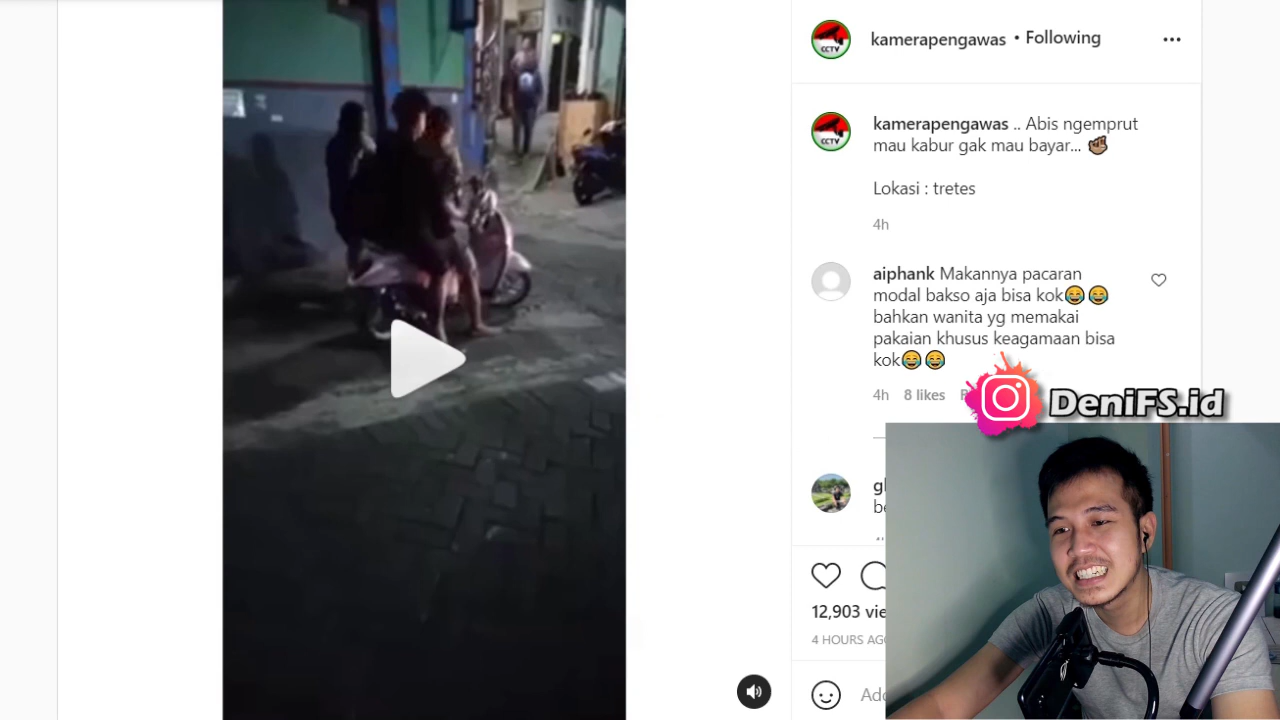 CCTV
kamerapengawas • Following
CCTV
kamerapengawas .. Abis ngemprut
mau kabur gak mau bayar...
Lokasi : tretes
4h
aiphank Makannya pacaran
modal bakso aja bisa kok😂😂
bahkan wanita yg memakai
pakaian khusus keagamaan bisa
kok😂😂
4h 8 likes
DeniFS.id
12,903 vie
4 HOURS AG